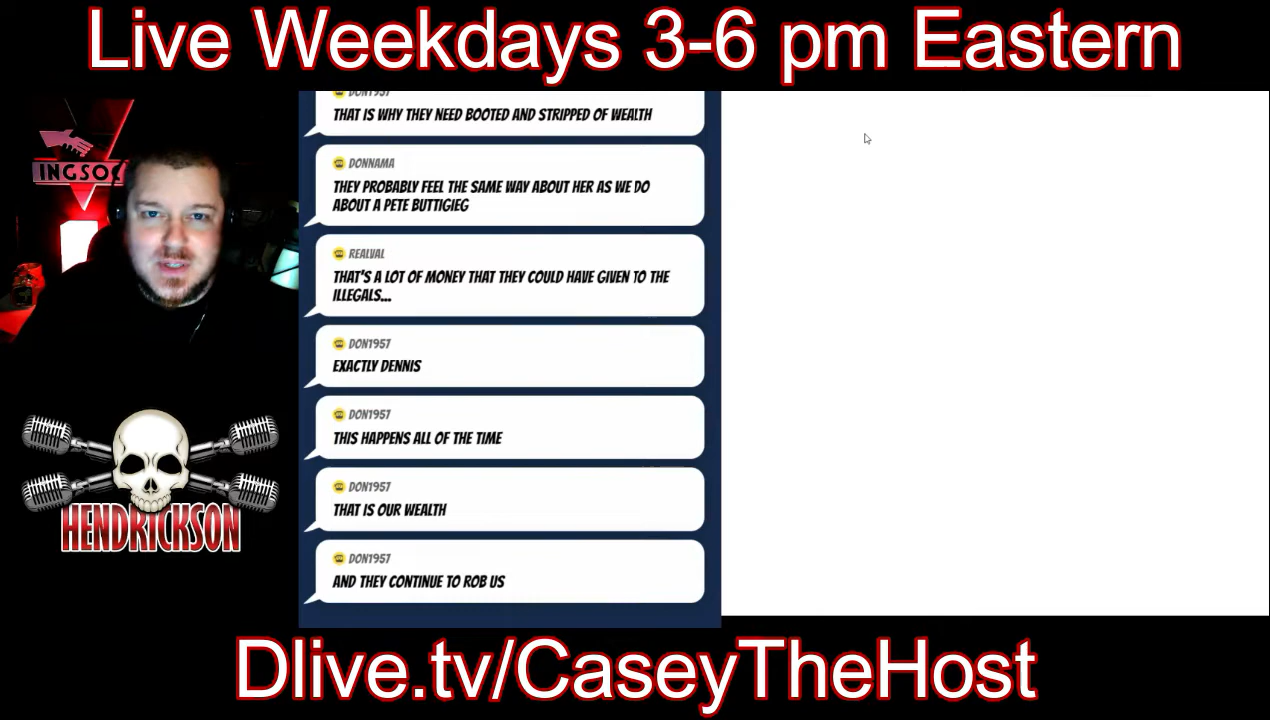 Live Weekdays 3-6 pm Eastern
INGSOC
HENDRICKSON
DON1957
THAT IS WHY THEY NEED BOOTED AND STRIPPED OF WEALTH
DONNAMA
THEY PROBABLY FEEL THE SAME WAY ABOUT HER AS WE DO
ABOUT A PETE BUTTIGIEG
REALVAL
THAT'S A LOT OF MONEY THAT THEY COULD HAVE GIVEN TO THE
ILLEGALS...
DON1957
EXACTLY DENNIS
DON1957
THIS HAPPENS ALL OF THE TIME
DON1957
THAT IS OUR WEALTH
DON1957
AND THEY CONTINUE TO ROB US
Dlive.tv/CaseyTheHost